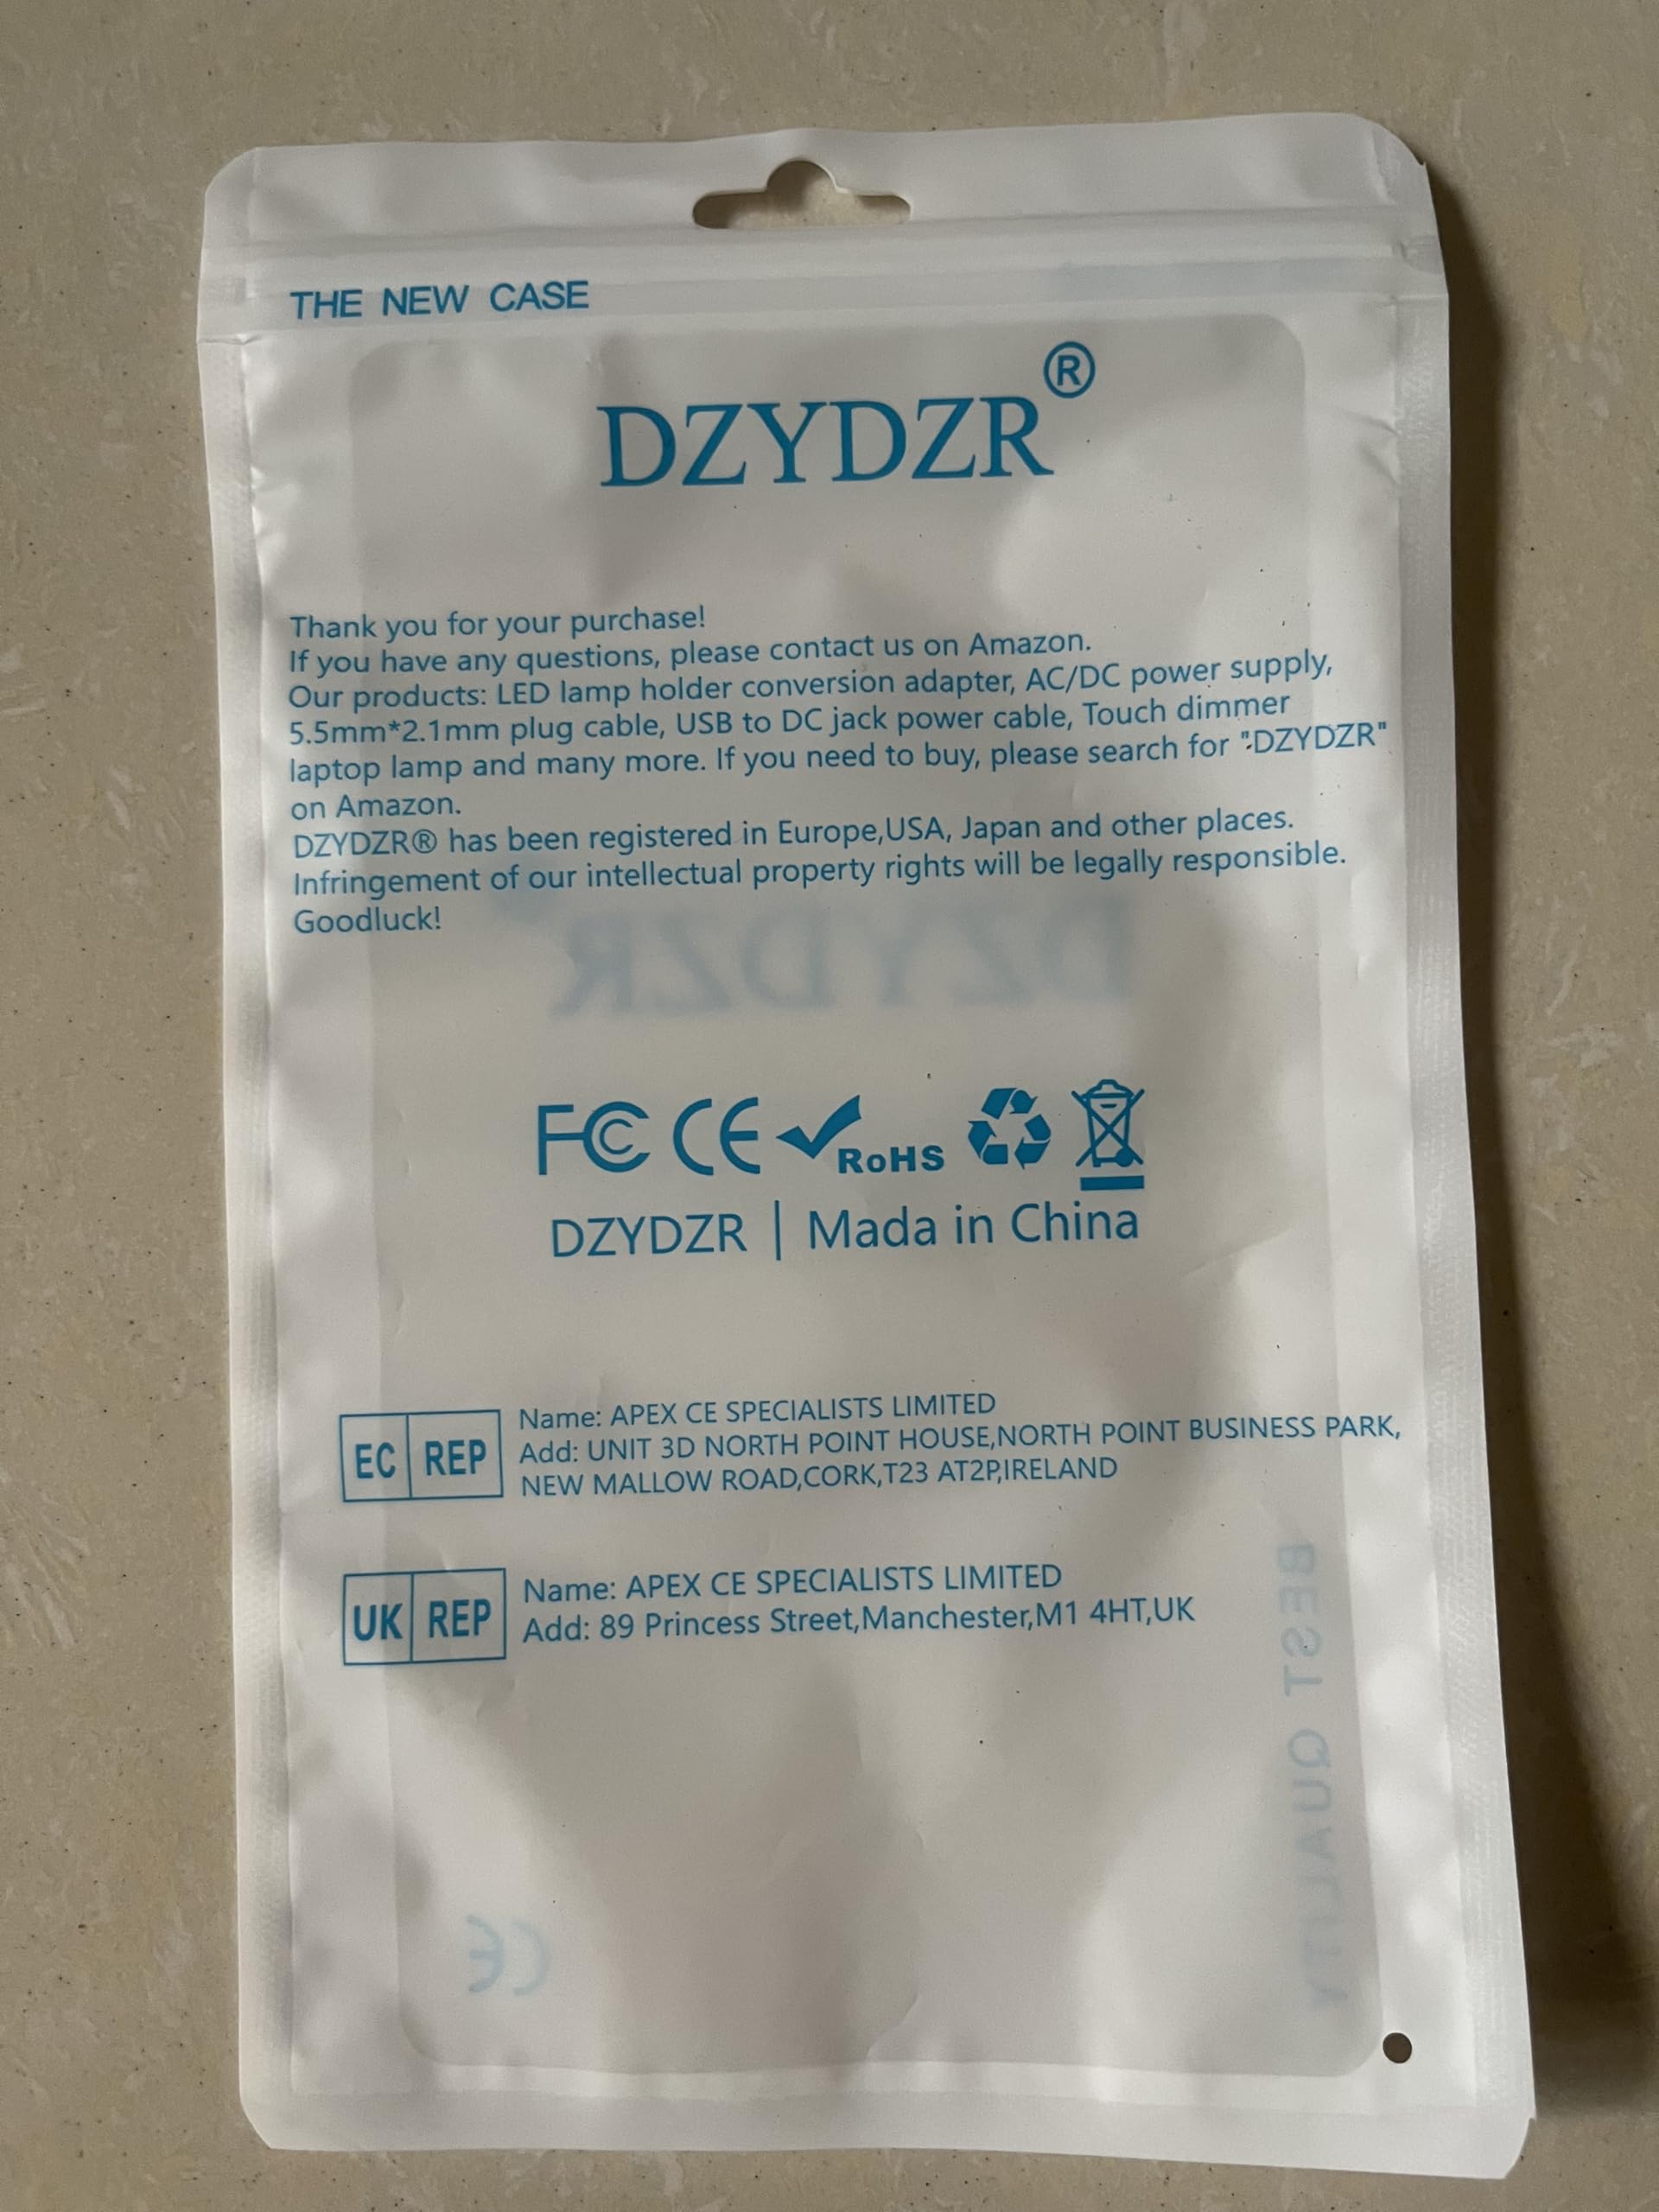 THE NEW CASE
DZYDZR®
Thank you for your purchase!
If you have any questions, please contact us on Amazon.
Our products: LED lamp holder conversion adapter, AC/DC power supply,
5.5mm*2.1mm plug cable, USB to DC jack power cable, Touch dimmer
laptop lamp and many more. If you need to buy, please search for "DZYDZR"
on Amazon.
DZYDZR® has been registered in Europe,USA, Japan and other places.
Infringement of our intellectual property rights will be legally responsible.
Goodluck!
DZYDZR®
FC CE RoHS
DZYDZR | Mada in China
EC REP
Name: APEX CE SPECIALISTS LIMITED
Add: UNIT 3D NORTH POINT HOUSE,NORTH POINT BUSINESS PARK,
NEW MALLOW ROAD,CORK,T23 AT2P,IRELAND
UK REP
Name: APEX CE SPECIALISTS LIMITED
Add: 89 Princess Street,Manchester,M1 4HT,UK
BEST QUALITY
CE